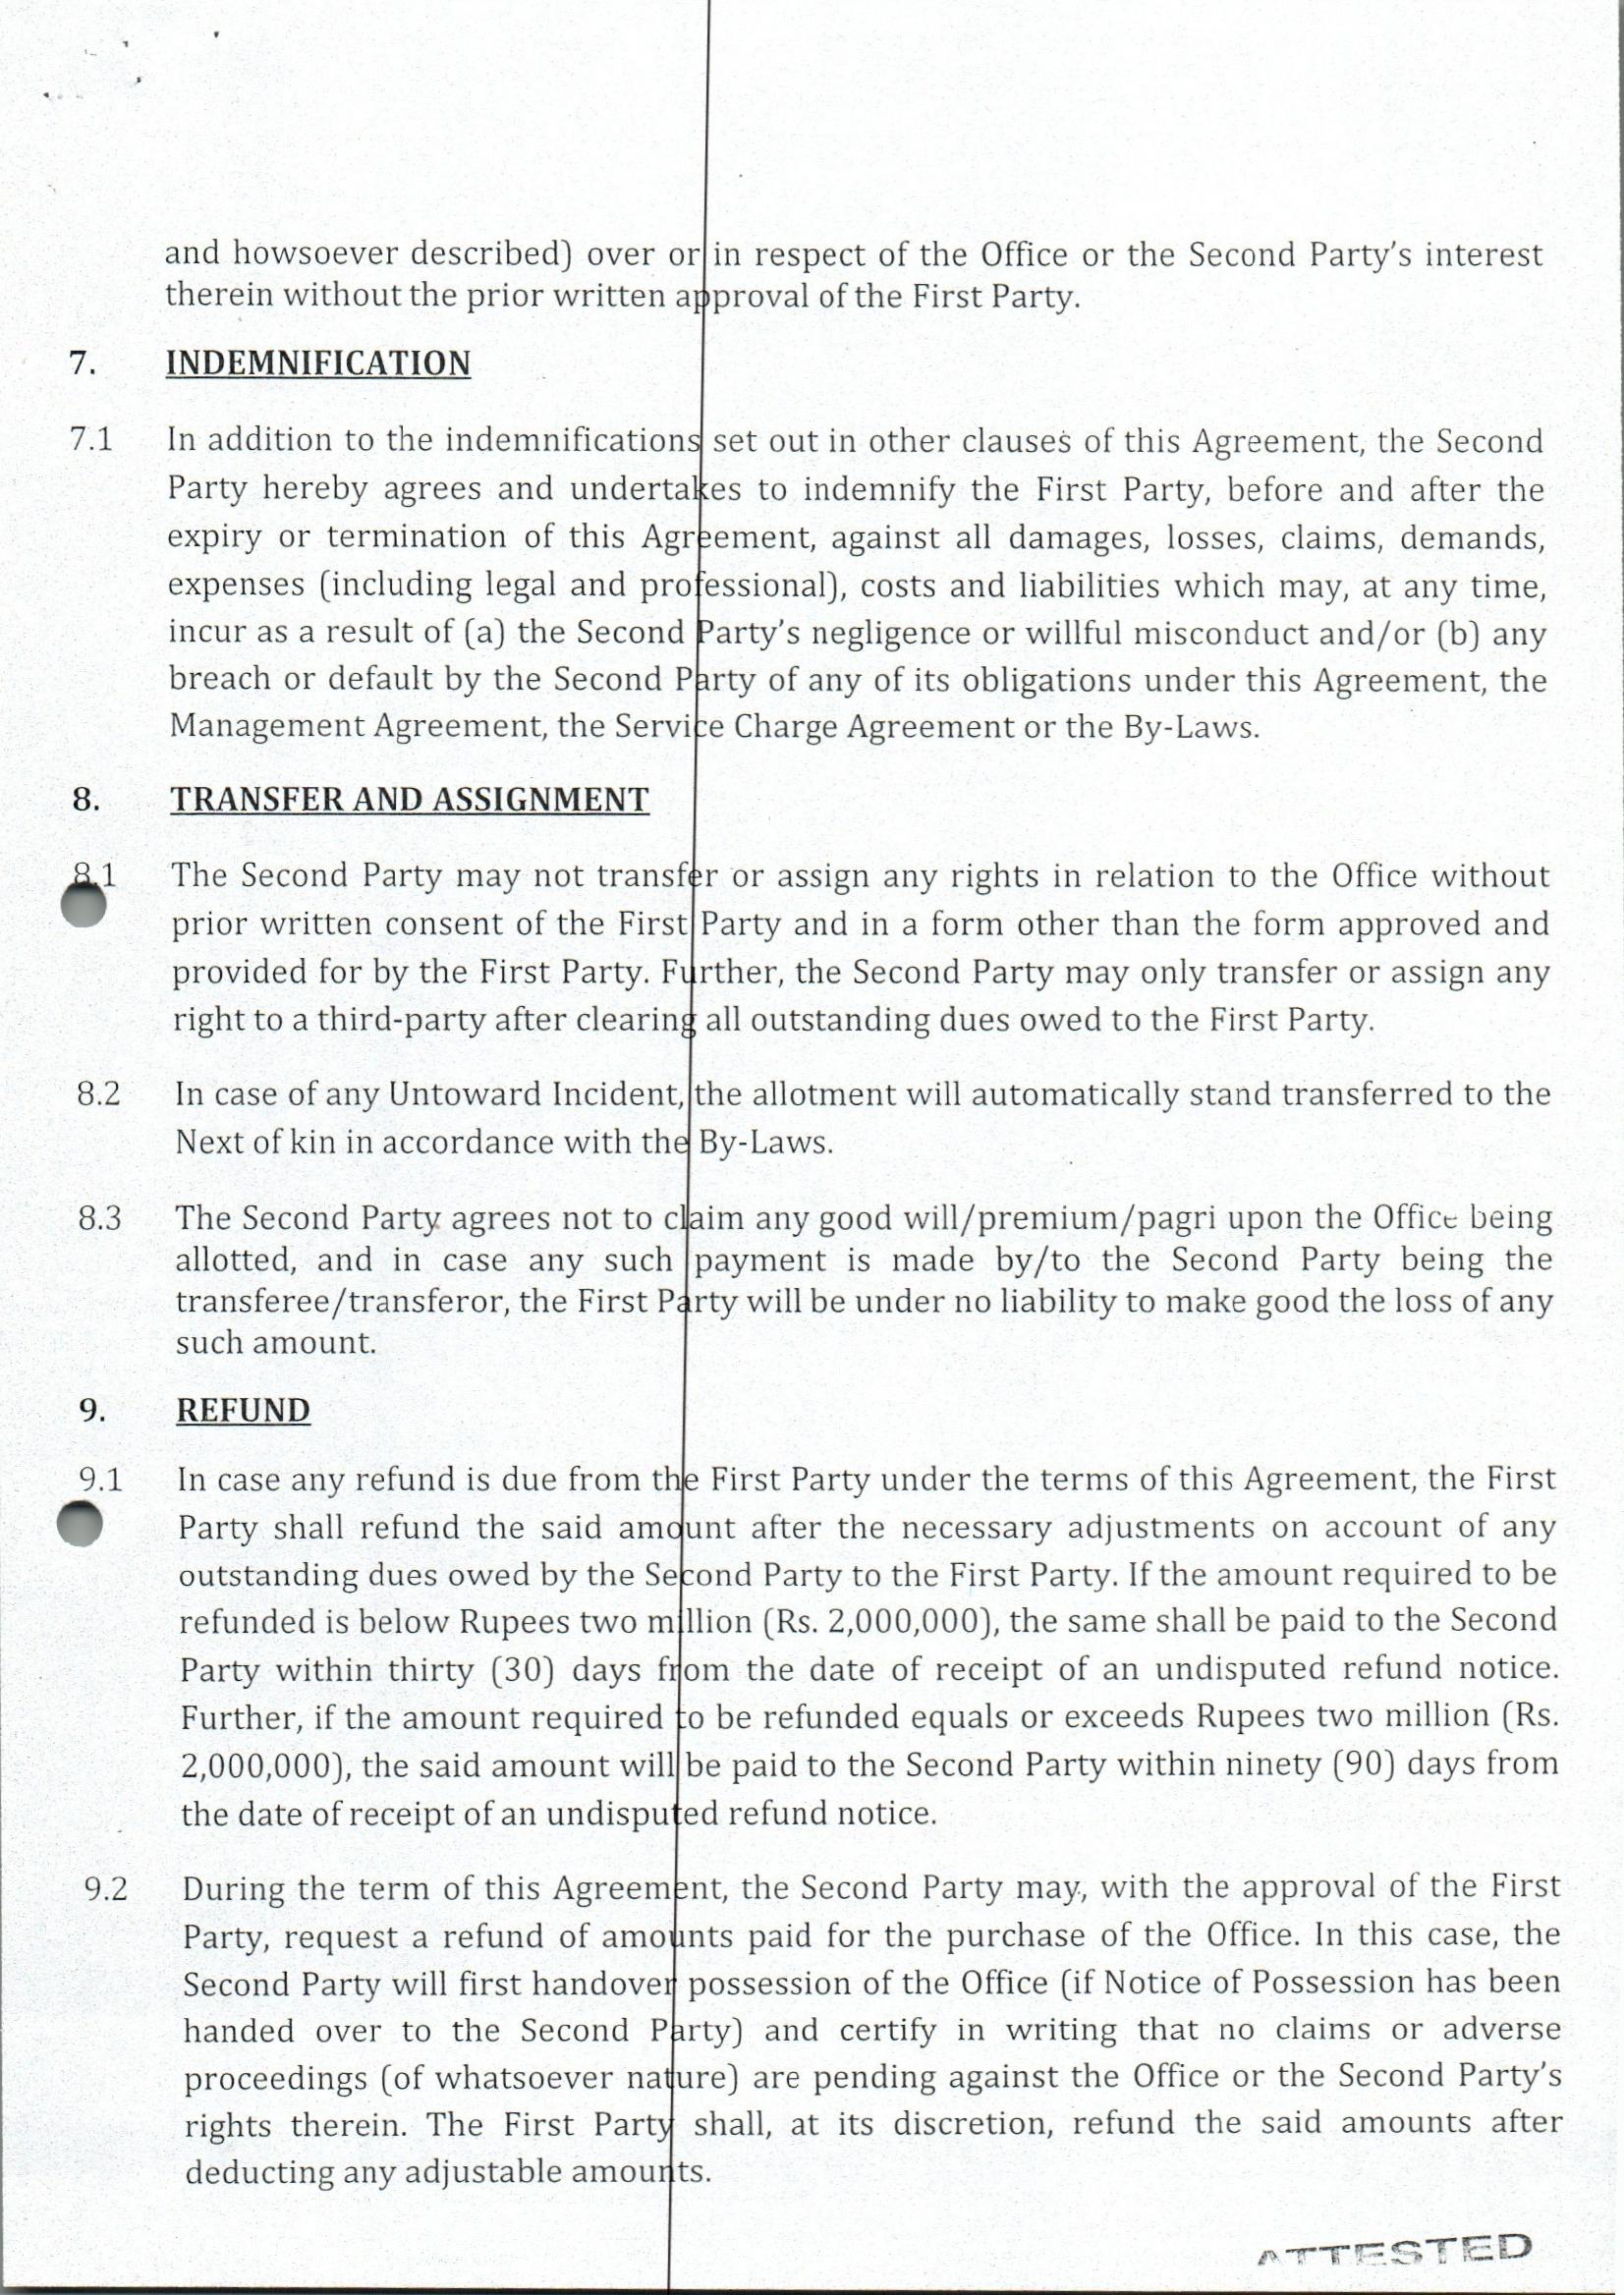 and howsoever described) over or in respect of the Office or the Second Party's interest
therein without the prior written approval of the First Party.
7. INDEMNIFICATION
7.1 In addition to the indemnifications set out in other clauses of this Agreement, the Second
Party hereby agrees and undertakes to indemnify the First Party, before and after the
expiry or termination of this Agreement, against all damages, losses, claims, demands,
expenses (including legal and professional), costs and liabilities which may, at any time,
incur as a result of (a) the Second Party's negligence or willful misconduct and/or (b) any
breach or default by the Second Party of any of its obligations under this Agreement, the
Management Agreement, the Service Charge Agreement or the By-Laws.
8. TRANSFER AND ASSIGNMENT
8.1 The Second Party may not transfer or assign any rights in relation to the Office without
prior written consent of the First Party and in a form other than the form approved and
provided for by the First Party. Further, the Second Party may only transfer or assign any
right to a third-party after clearing all outstanding dues owed to the First Party.
8.2 In case of any Untoward Incident, the allotment will automatically stand transferred to the
Next of kin in accordance with the By-Laws.
8.3 The Second Party agrees not to claim any good will/premium/pagri upon the Office being
allotted, and in case any such payment is made by/to the Second Party being the
transferee/transferor, the First Party will be under no liability to make good the loss of any
such amount.
9. REFUND
9.1 In case any refund is due from the First Party under the terms of this Agreement, the First
Party shall refund the said amount after the necessary adjustments on account of any
outstanding dues owed by the Second Party to the First Party. If the amount required to be
refunded is below Rupees two million (Rs. 2,000,000), the same shall be paid to the Second
Party within thirty (30) days from the date of receipt of an undisputed refund notice.
Further, if the amount required to be refunded equals or exceeds Rupees two million (Rs.
2,000,000), the said amount will be paid to the Second Party within ninety (90) days from
the date of receipt of an undisputed refund notice.
9.2 During the term of this Agreement, the Second Party may, with the approval of the First
Party, request a refund of amounts paid for the purchase of the Office. In this case, the
Second Party will first handover possession of the Office (if Notice of Possession has been
handed over to the Second Party) and certify in writing that no claims or adverse
proceedings (of whatsoever nature) are pending against the Office or the Second Party's
rights therein. The First Party shall, at its discretion, refund the said amounts after
deducting any adjustable amounts.
ATTESTED